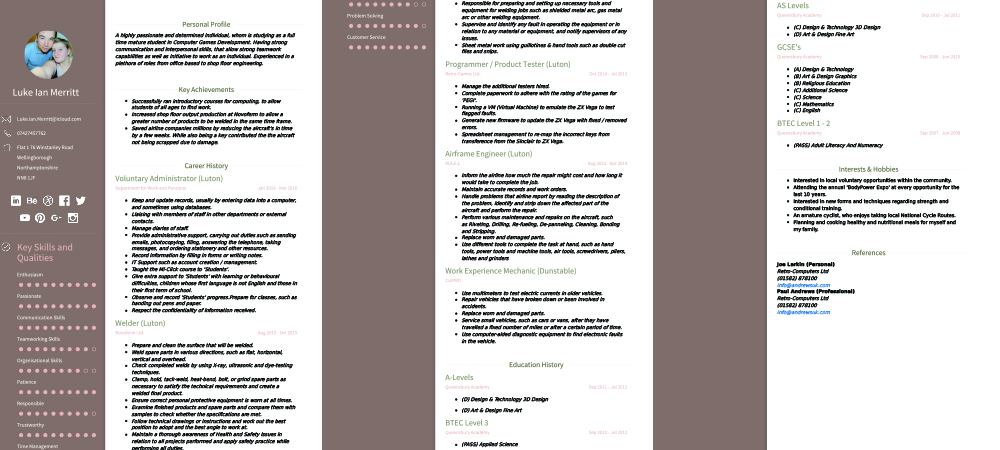 Luke Ian Merritt
Luke.Ian.Merritt@icloud.com
07427457762
Flat 1 76 Winstanley Road
Wellingborough
Northamptonshire
NN8 1JF
Key Skills and
Qualities
Enthusiasm
Passionate
Communication Skills
Teamworking Skills
Organisational Skills
Patience
Responsible
Trustworthy
Time Management
Personal Profile
A highly passionate and determined individual, whom is studying as a full
time mature student in Computer Games Development. Having strong
communication and interpersonal skills, that allow strong teamwork
capabilities as well as initiative to work as an individual. Experienced in a
plethora of roles from office based to shop floor engineering.
Key Achievements
Successfully ran introductory courses for computing, to allow
students of all ages to find work.
Increased shop floor output production at Novaform to allow a
greater number of products to be welded in the same time.
Saved airline companies millions by reducing the aircraft's time
by a few weeks. While also being a key contributed the the aircraft
not being scrapped due to damage.
Career History
Voluntary Administrator (Luton)
Department for Work and Pensions
Jan 2016 - Mar 2016
Keep and update records, usually by entering data into a computer,
and sometimes using databases.
Liaising with members of staff in other departments or external
contacts.
Manage diaries of staff.
Provide administrative support, carrying out duties such as sending
emails, photocopying, filing, answering the telephone, taking
messages, and ordering stationery and other resources.
Record information by filling in forms or writing notes.
IT Support such as account creation / management.
Taught the Mi-Click course to 'Students'.
Give extra support to 'Students' with learning or behavioural
difficulties, children whose first language is not English and those in
their first term of school.
Observe and record 'Students' progress.Prepare for classes, such as
handing out pens and paper.
Respect the confidentiality of information received.
Welder (Luton)
Novaform Ltd.
Aug 2015 - Oct 2015
Prepare and clean the surface that will be welded.
Weld spare parts in various directions, such as flat, horizontal,
vertical and overhead.
Check completed welds by using X-ray, ultrasonic and dye-testing
techniques.
Clamp, hold, tack-weld, heat-bend, bolt, or grind spare parts as
necessary to satisfy the technical requirements and create a
welded final product.
Ensure correct personal protective equipment is worn at all times.
Examine finished products and spare parts and compare them with
samples to check whether the specifications are met.
Follow technical drawings or instructions and work out the best
position to adopt and the best angle to work at.
Maintain a thorough awareness of Health and Safety issues in
relation to all projects performed and apply safety practice while
performing all duties.
Problem Solving
Customer Service
Responsible for preparing and setting up necessary tools and
equipment for welding jobs such as shielded metal arc, gas metal
arc or other welding equipment.
Supervise and identify any fault in operating the equipment or in
relation to any material or equipment, and notify supervisors of any
issues.
Sheet metal work using guillotines & hand tools such as double cut
files and snips.
Programmer / Product Tester (Luton)
Retro Games Ltd.
Oct 2014 - Jul 2015
Manage the additional testers hired.
Complete paperwork to adhere with the rating of the games for
'PEGI'.
Running a VM (Virtual Machine) to emulate the ZX Vega to test
flagged faults.
Generate new firmware to update the ZX Vega with fixed / removed
errors.
Spreadsheet management to re-map the incorrect keys from
transference from the Sinclair to ZX Vega.
Airframe Engineer (Luton)
Aug 2012 - Apr 2014
Inform the airline how much the repair might cost and how long it
would take to complete the job.
Maintain accurate records and work orders.
Handle problems that airline report by reading the description of
the problem, identify and strip down the affected part of the
aircraft and perform the repair.
Perform various maintenance and repairs on the aircraft, such
as Riveting, Drilling, Re-fueling, De-panneling, Cleaning, Bonding
and Stripping.
Replace worn and damaged parts.
Use different tools to complete the task at hand, such as hand
tools, power tools and machine tools, air tools, screwdrivers, pliers,
lathes and grinders
Work Experience Mechanic (Dunstable)
Use multimeters to test electric currents in older vehicles.
Repair vehicles that have broken down or been involved in
accidents.
Replace worn and damaged parts.
Service small vehicles, such as cars or vans, after they have
travelled a fixed number of miles or after a certain period of time.
Use computer-aided diagnostic equipment to find electronic faults
in the vehicle.
Education History
A-Levels
Queensbury Academy
Sep 2011 - Jul 2012
(D) Design & Technology 3D Design
(D) Art & Design Fine Art
BTEC Level 3
Queensbury Academy
Sep 2010 - Jul 2012
(PASS) Applied Science
AS Levels
Queensbury Academy
Sep 2010 - Jul 2011
(C) Design & Technology 3D Design
(D) Art & Design Fine Art
GCSE's
Queensbury Academy
Sep 2008 - Jun 2010
(A) Design & Technology
(B) Art & Design Graphics
(B) Religious Education
(C) Additional Science
(C) Science
(C) Mathematics
(C) English
BTEC Level 1 - 2
Queensbury Academy
Sep 2007 - Jun 2008
(PASS) Adult Literacy And Numeracy
Interests & Hobbies
Interested in local voluntary opportunities within the community.
Attending the annual 'BodyPower Expo' at every opportunity for the
last 10 years.
Interested in new forms and techniques regarding strength and
conditional training.
An amature cyclist, who enjoys taking local National Cycle Routes.
Planning and cooking healthy and nutritional meals for myself and
my family.
References
Joe Larkin (Personal)
Retro-Computers Ltd
(01582) 878100
info@andrewsuk.com
Paul Andrews (Professional)
Retro-Computers Ltd
(01582) 878100
info@andrewsuk.com